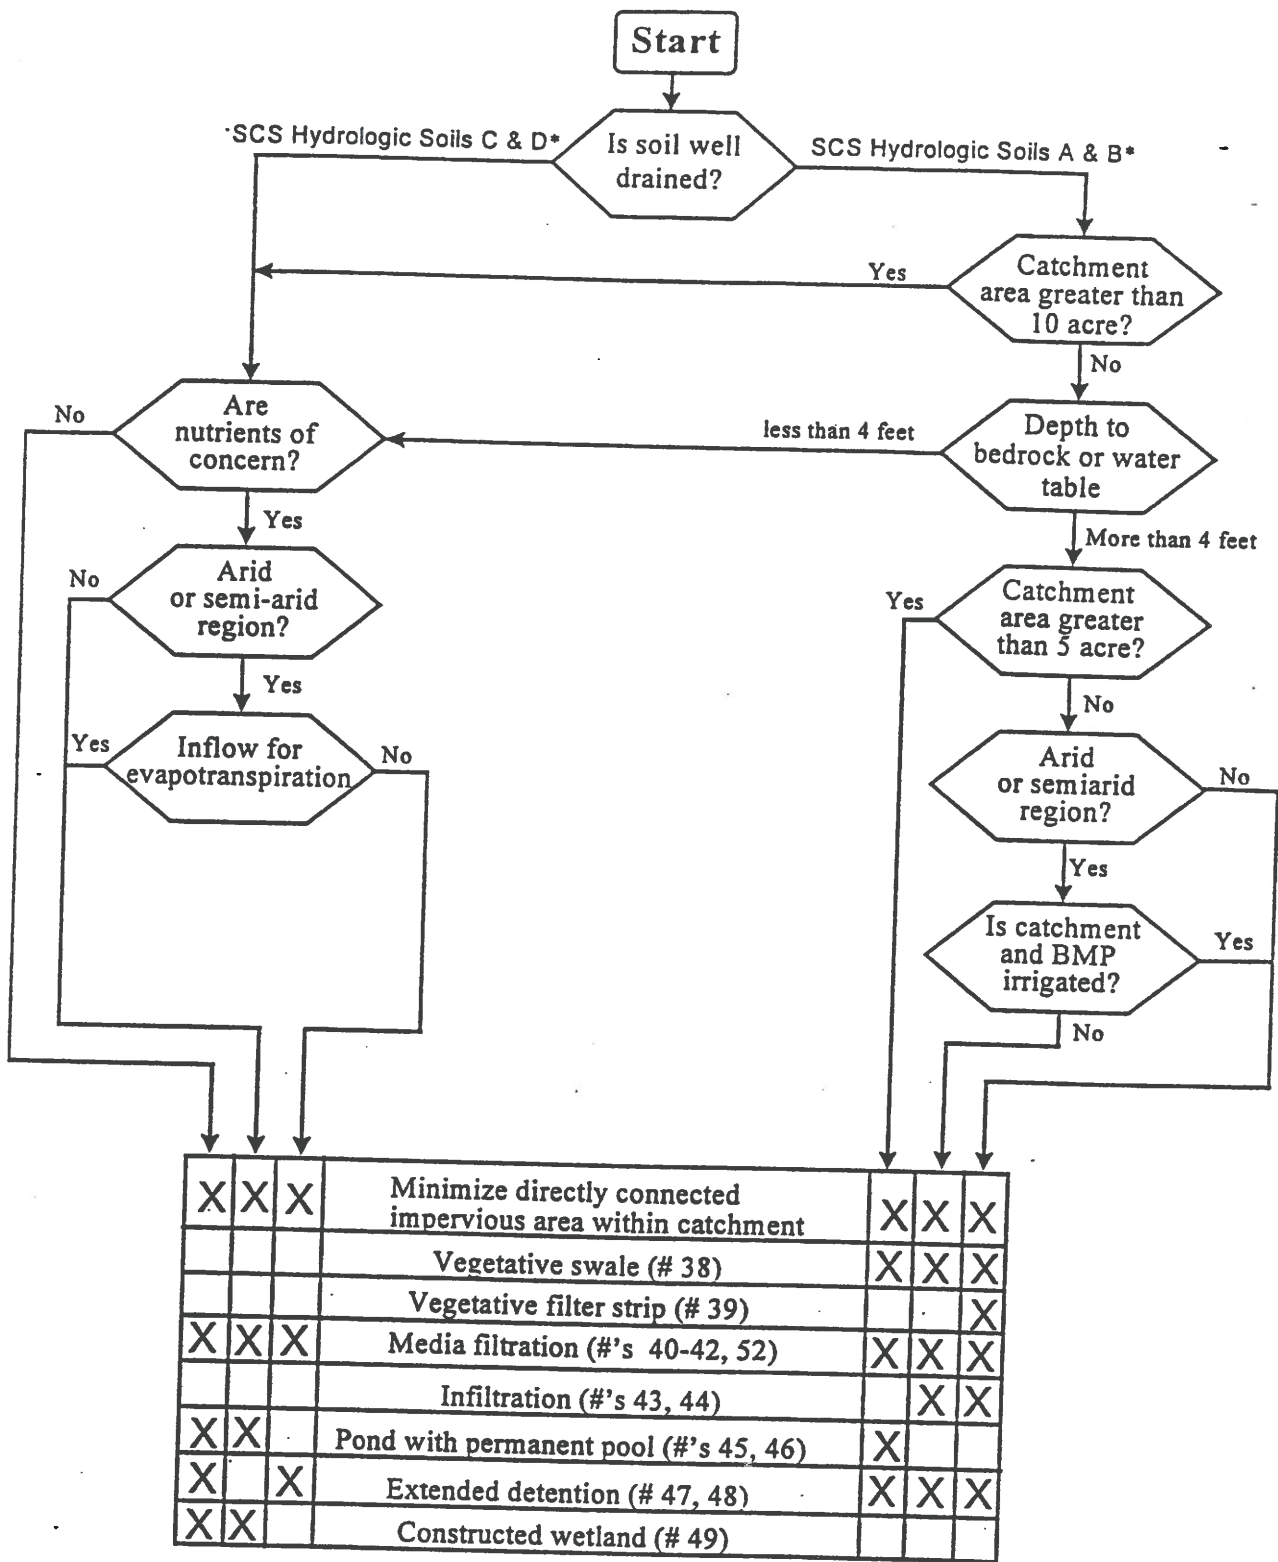 Start
SCS Hydrologic Soils C & D*
Is soil well
drained?
SCS Hydrologic Soils A & B*
Yes
Catchment
area greater than
10 acre?
No
No
Are
nutrients of
concern?
less than 4 feet
Depth to
bedrock or water
table
Yes
More than 4 feet
No
Arid
or semi-arid
region?
Yes
Catchment
area greater
than 5 acre?
Yes
No
Yes
Inflow for
evapotranspiration
No
Arid
or semiarid
region?
No
Yes
Is catchment
and BMP
irrigated?
Yes
No
X X X Minimize directly connected
impervious area within catchment X X X
Vegetative swale (# 38) X X X
Vegetative filter strip (# 39) X
X X X Media filtration (#'s 40-42, 52) X X X
Infiltration (#'s 43, 44) X X
X X Pond with permanent pool (#'s 45, 46) X
X X Extended detention (# 47, 48) X X X
X X Constructed wetland (# 49)